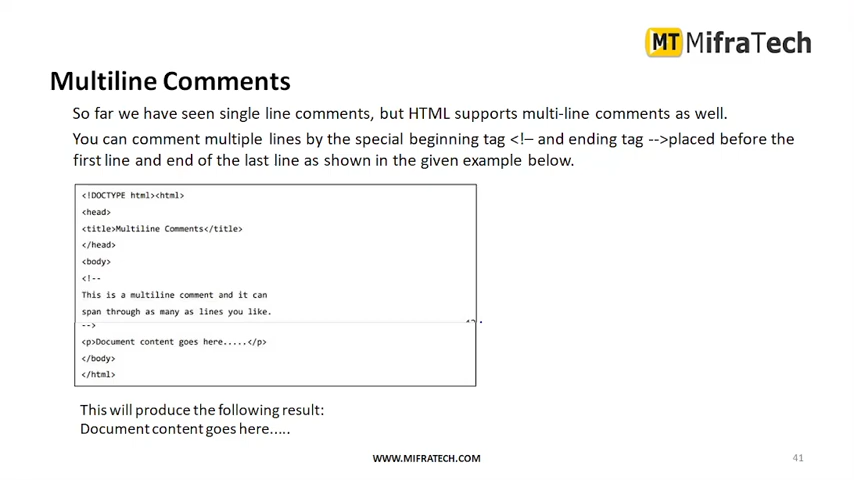 MT MifraTech
Multiline Comments
So far we have seen single line comments, but HTML supports multi-line comments as well.
You can comment multiple lines by the special beginning tag <!– and ending tag -->placed before the
first line and end of the last line as shown in the given example below.
<!DOCTYPE html><html>
<head>
<title>Multiline Comments</title>
</head>
<body>
<!--
This is a multiline comment and it can
span through as many as lines you like.
-->
<p>Document content goes here.....</p>
</body>
</html>
This will produce the following result:
Document content goes here.....
WWW.MIFRATECH.COM
41